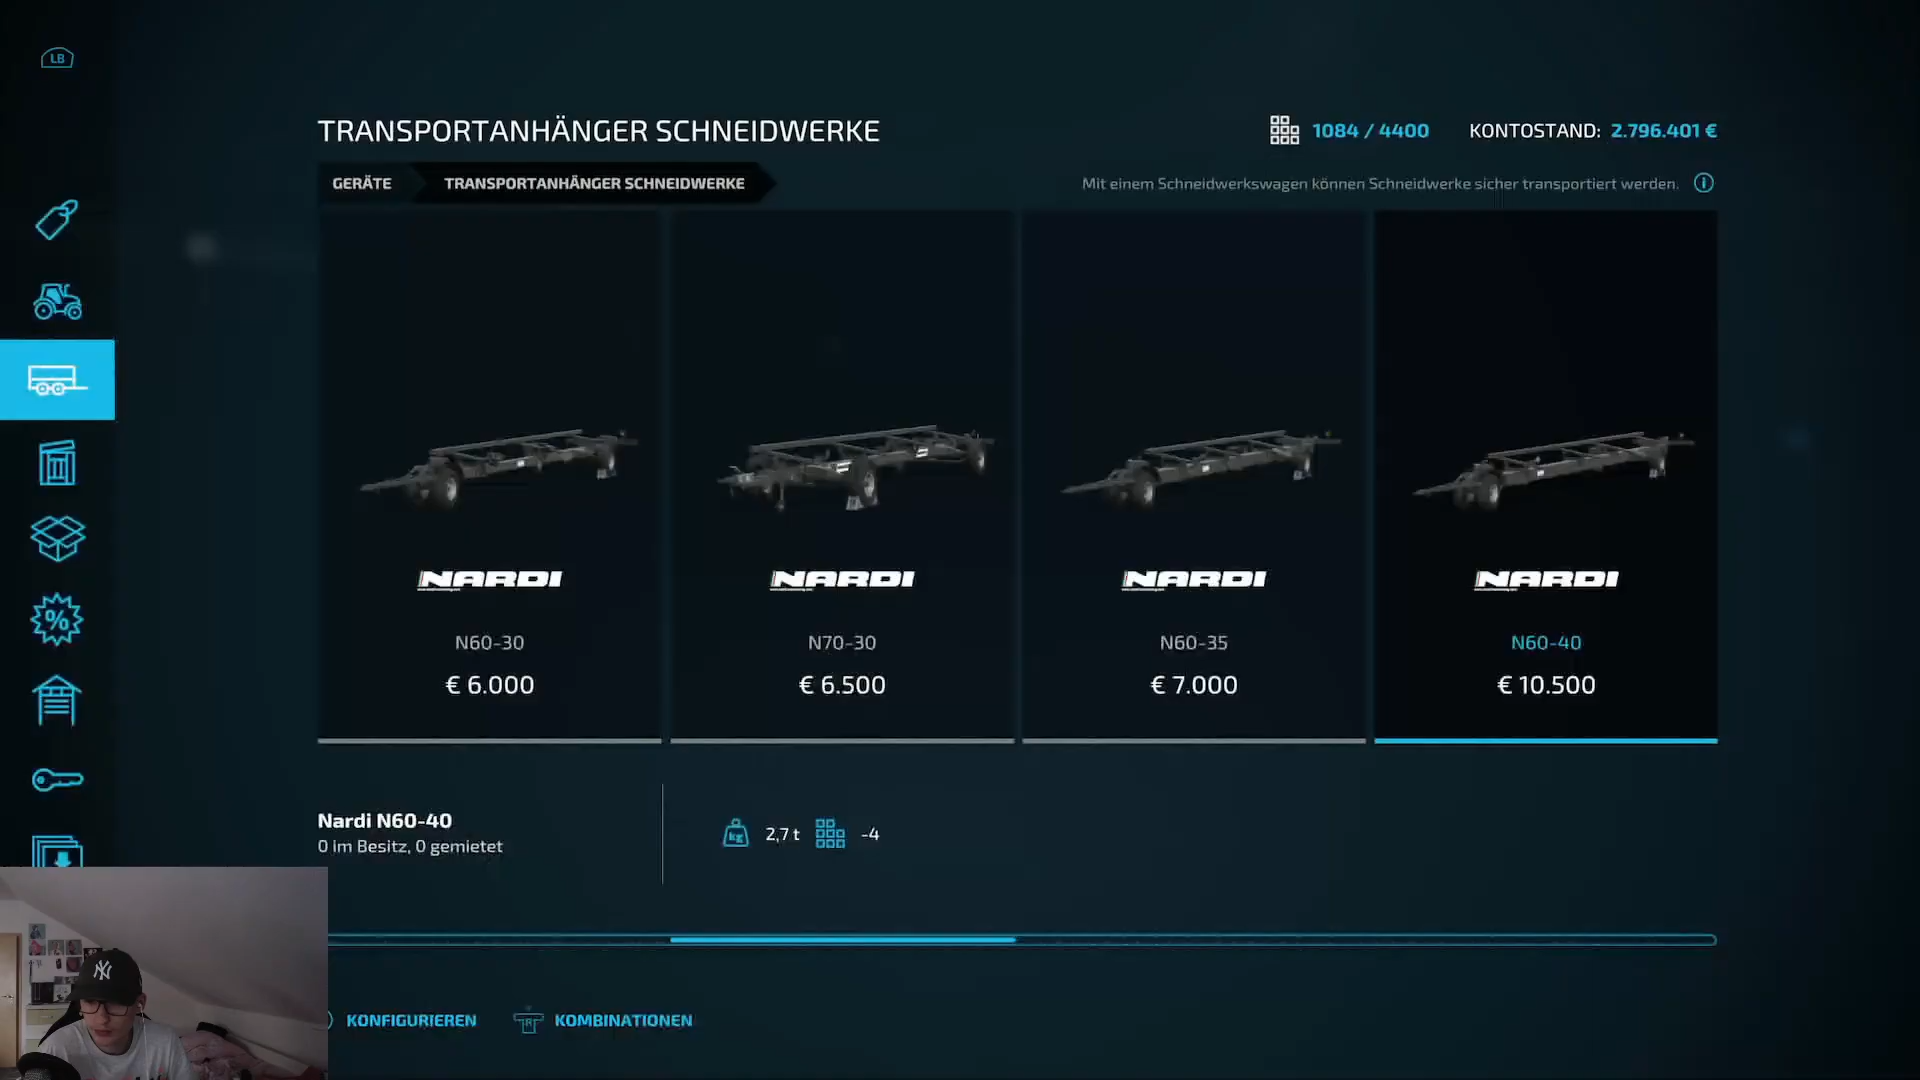 LB
TRANSPORTANHÄNGER SCHNEIDWERKE
1084 / 4400
KONTOSTAND: 2.796.401 €
GERÄTE
TRANSPORTANHÄNGER SCHNEIDWERKE
Mit einem Schneidwerkswagen können Schneidwerke sicher transportiert werden.
NARDI
N60-30
€ 6.000
NARDI
N70-30
€ 6.500
NARDI
N60-35
€ 7.000
NARDI
N60-40
€ 10.500
Nardi N60-40
0 im Besitz, 0 gemietet
kg
2,7 t
-4
KONFIGURIEREN
R
KOMBINATIONEN
NY